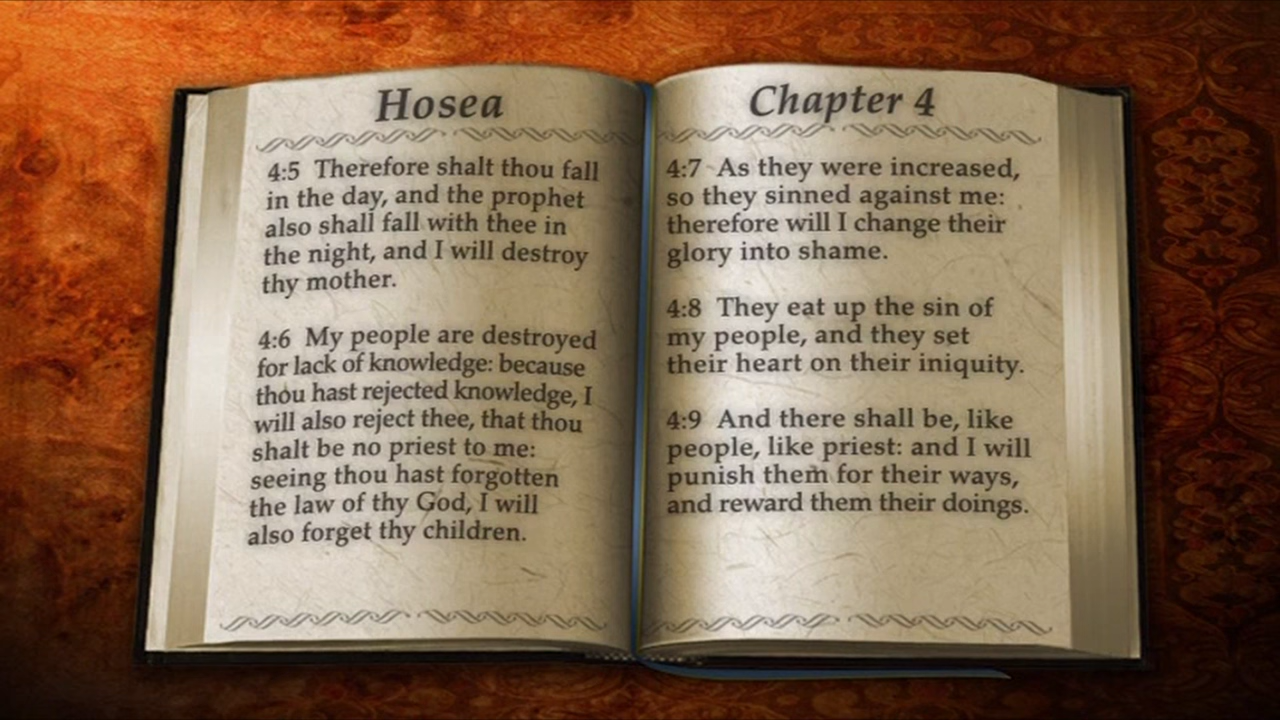 Hosea
4:5 Therefore shalt thou fall
in the day, and the prophet
also shall fall with thee in
the night, and I will destroy
thy mother.
4:6 My people are destroyed
for lack of knowledge: because
thou hast rejected knowledge, I
will also reject thee, that thou
shalt be no priest to me:
seeing thou hast forgotten
the law of thy God, I will
also forget thy children.
Chapter 4
4:7 As they were increased,
so they sinned against me:
therefore will I change their
glory into shame.
4:8 They eat up the sin of
my people, and they set
their heart on their iniquity.
4:9 And there shall be, like
people, like priest: and I will
punish them for their ways,
and reward them their doings.